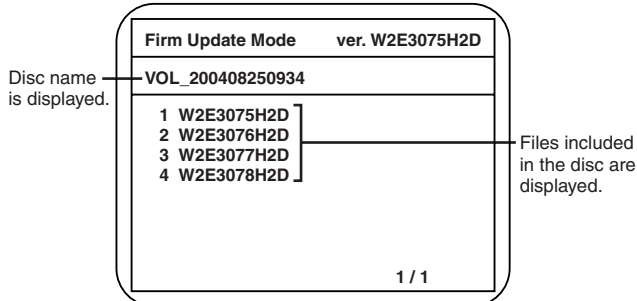 Firm Update Mode ver. W2E3075H2D
Disc name
is displayed.
VOL_200408250934
1 W2E3075H2D
2 W2E3076H2D
3 W2E3077H2D
4 W2E3078H2D
Files included
in the disc are
displayed.
1 / 1